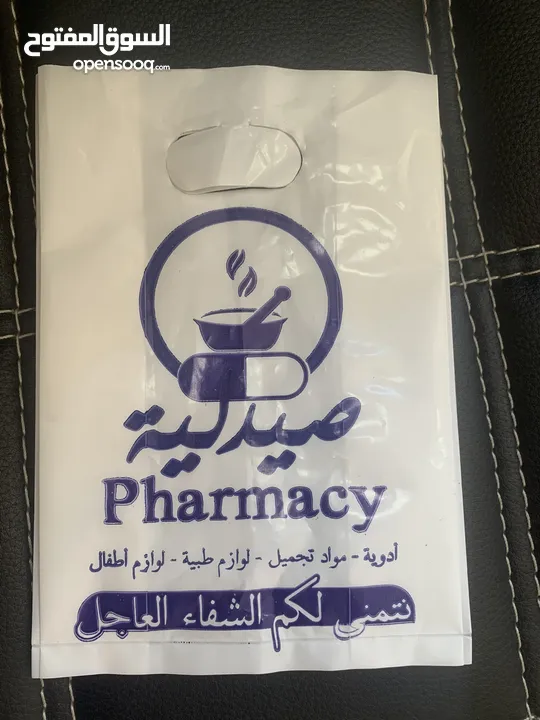 السوق المفتوح
opensooq.com
صيدلية
Pharmacy
أدوية - مواد تجميل - لوازم طبية - لوازم أطفال
نتمنى لكم الشفاء العاجل